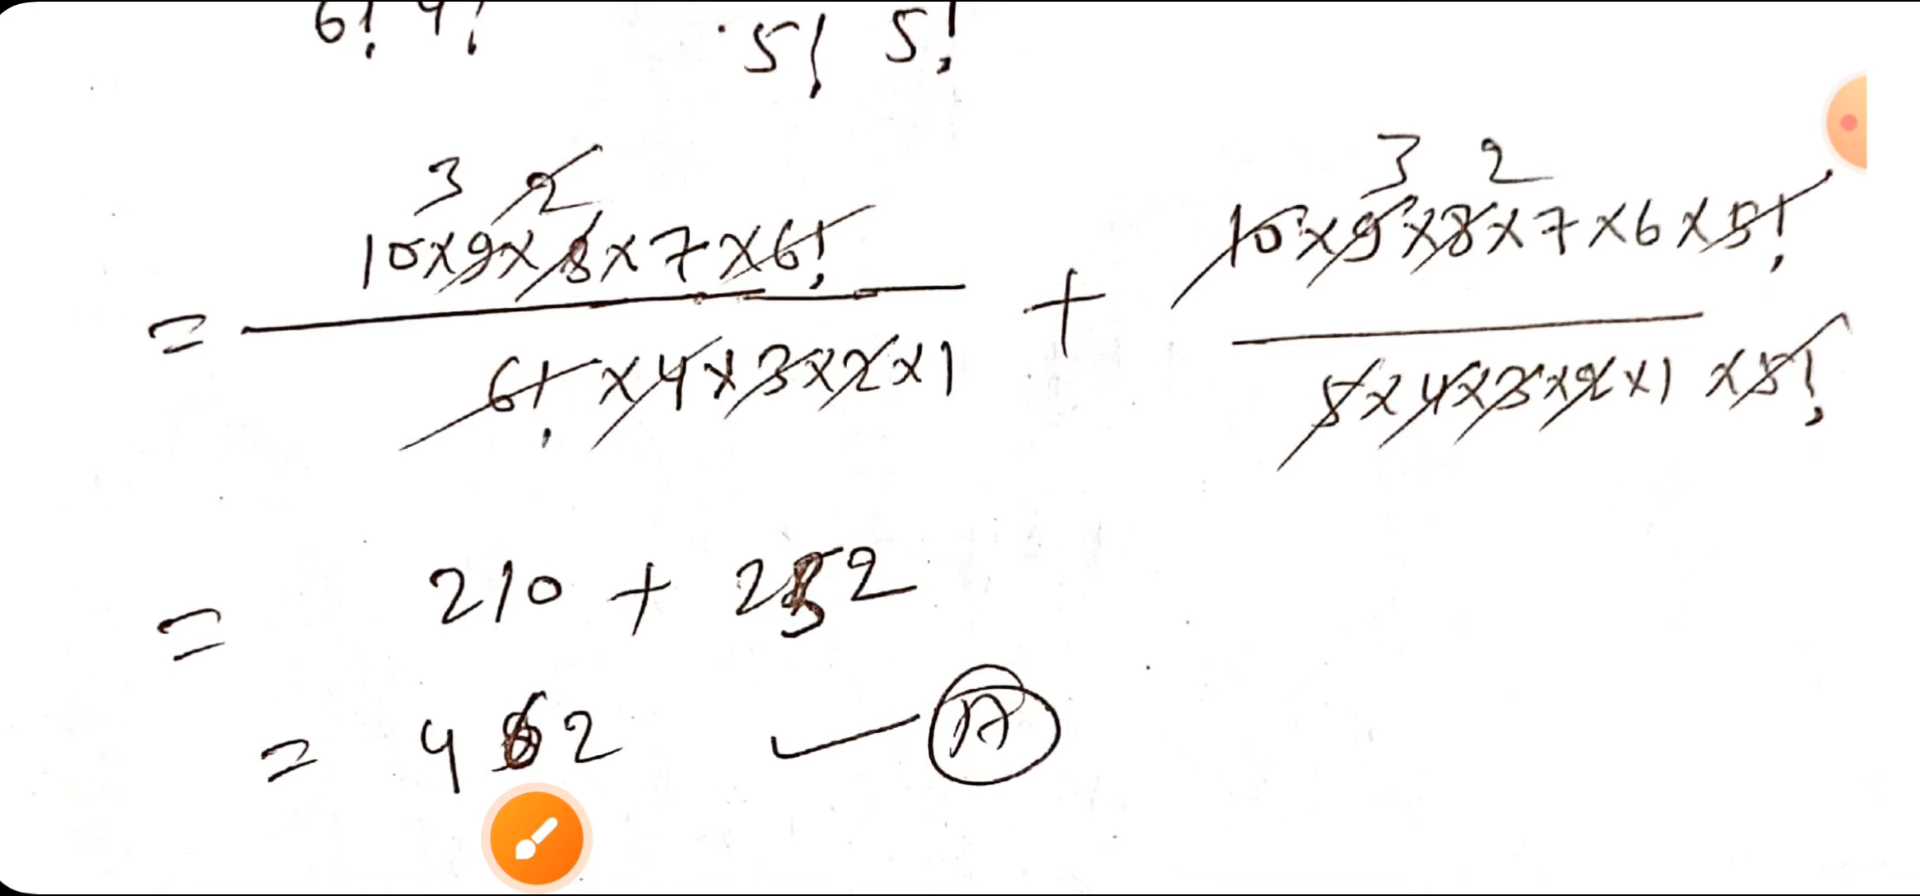 6! 4! 5! 5!
3 2 3 2
= 10×9×8×7×6! / 6!×4×3×2×1 + 10×9×8×7×6×5! / 5×4×3×2×1×5!
= 210 + 252
= 462 A